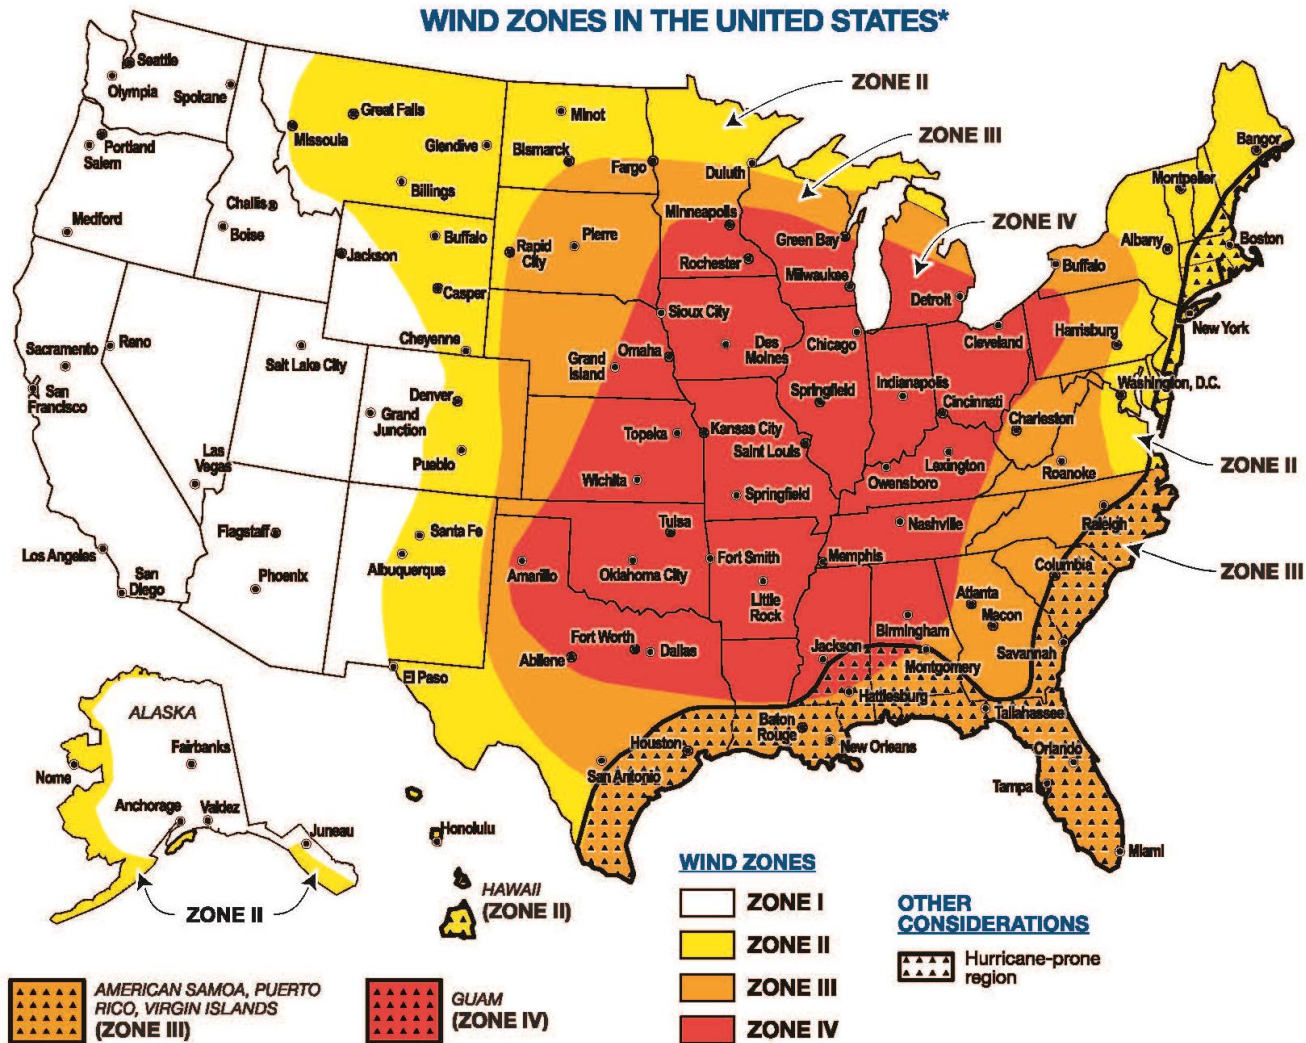 WIND ZONES IN THE UNITED STATES*
Seattle
Olympia
Spokane
Portland
Salem
Medford
Challis
Boise
Missoula
Great Falls
Glendive
Billings
Jackson
Buffalo
Casper
Cheyenne
Minot
Bismarck
Fargo
Rapid
City
Pierre
Duluth
Minneapolis
Rochester
Green Bay
Milwaukee
Detroit
ZONE II
ZONE III
ZONE IV
Bangor
Montpelier
Albany
Boston
Buffalo
New York
Harrisburg
Washington, D.C.
Sacramento
San
Francisco
Reno
Salt Lake City
Las
Vegas
Los Angeles
San
Diego
Flagstaff
Phoenix
Denver
Grand
Junction
Pueblo
Santa Fe
Albuquerque
El Paso
Grand
Island
Omaha
Sioux City
Des
Moines
Chicago
Springfield
Indianapolis
Cleveland
Cincinnati
Charleston
Topeka
Kansas City
Saint Louis
Wichita
Springfield
Owensboro
Lexington
Roanoke
ZONE II
Tulsa
Amarillo
Oklahoma City
Fort Smith
Little
Rock
Memphis
Nashville
Raleigh
Columbia
ZONE III
Atlanta
Macon
Birmingham
Savannah
Fort Worth
Dallas
Abilene
Jackson
Montgomery
Hattiesburg
Tallahassee
Baton
Rouge
New Orleans
Houston
San Antonio
Orlando
Tampa
Miami
ALASKA
Fairbanks
Nome
Anchorage
Valdez
Juneau
ZONE II
Honolulu
HAWAII
(ZONE II)
WIND ZONES
ZONE I
ZONE II
ZONE III
ZONE IV
OTHER
CONSIDERATIONS
Hurricane-prone
region
AMERICAN SAMOA, PUERTO
RICO, VIRGIN ISLANDS
(ZONE III)
GUAM
(ZONE IV)